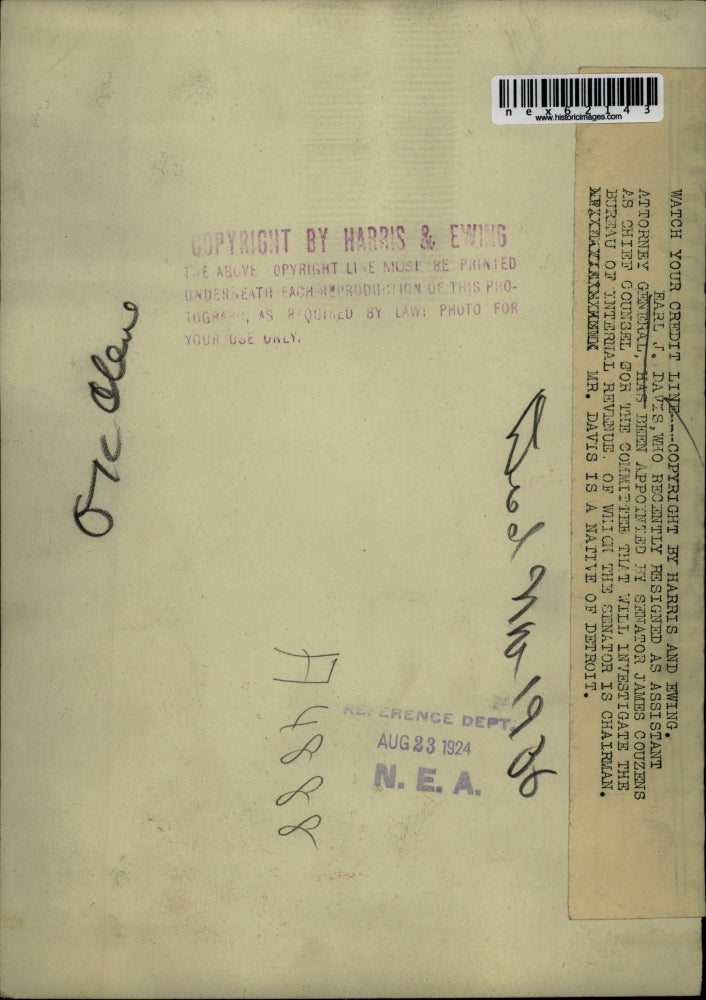 nex62143
www.historicimages.com
WATCH YOUR CREDIT LINE---COPYRIGHT BY HARRIS AND EWING.
EARL J. DAVIS, WHO RECENTLY RESIGNED AS ASSISTANT
ATTORNEY GENERAL, HAS BEEN APPOINTED BY SENATOR JAMES COUZENS
AS CHIEF COUNSEL FOR THE COMMITTEE THAT WILL INVESTIGATE THE
BUREAU OF INTERNAL REVENUE. OF WHICH THE SENATOR IS CHAIRMAN.
MR. DAVIS IS A NATIVE OF DETROIT.
COPYRIGHT BY HARRIS & EWING
THE ABOVE COPYRIGHT LINE MUST BE PRINTED
UNDERNEATH EACH REPRODUCTION OF THIS PHO-
TOGRAPH, AS REQUIRED BY LAW: PHOTO FOR
YOUR USE ONLY.
REFERENCE DEPT.
AUG 23 1924
N. E. A.